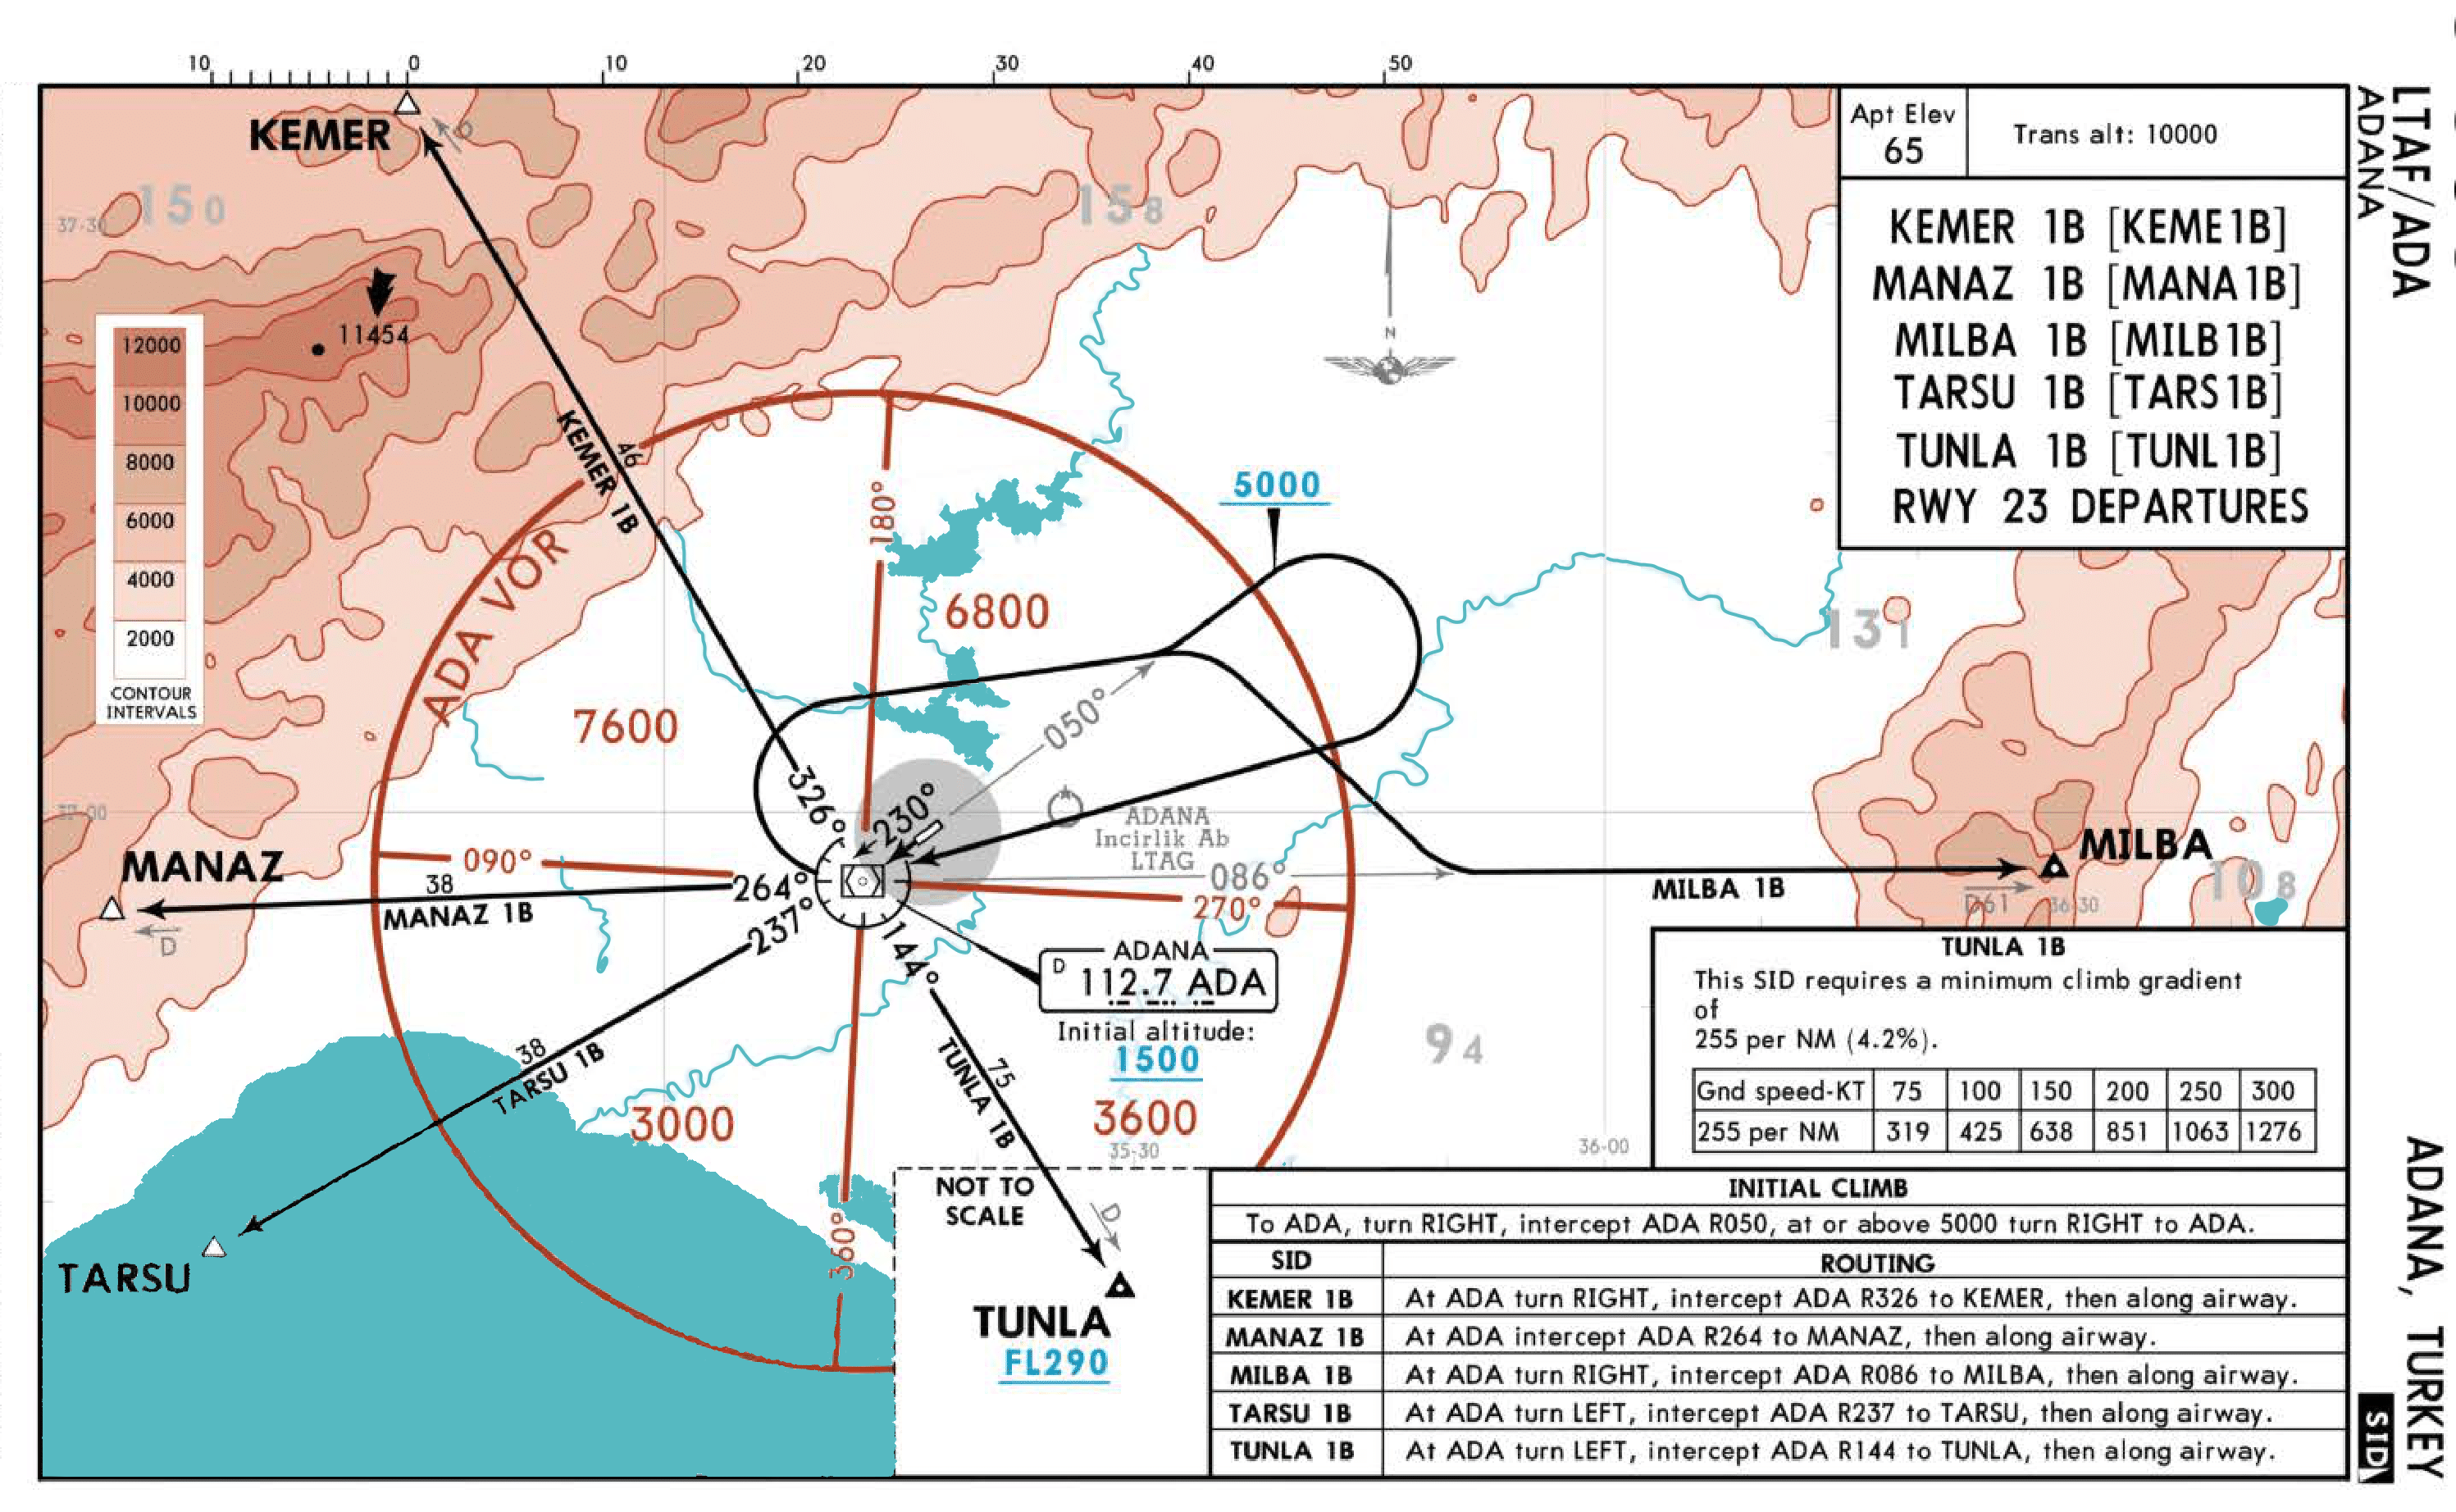 10 0 10 20 30 40 50
KEMER
D
150
158
37-30
11454
12000
10000
8000
6000
4000
2000
CONTOUR
INTERVALS
N
Apt Elev
65
Trans alt: 10000
KEMER 1B [KEME1B]
MANAZ 1B [MANA1B]
MILBA 1B [MILB1B]
TARSU 1B [TARS1B]
TUNLA 1B [TUNL1B]
RWY 23 DEPARTURES
LTAF/ADA
ADANA
46
KEMER 1B
ADA VOR
180°
5000
6800
7600
131
050°
326°
230°
37-00
ADANA
Incirlik Ab
LTAG
086°
270°
090°
264°
237°
144°
MANAZ
38
MANAZ 1B
D
MILBA
MILBA 1B
D61
36-30
108
ADANA
D 112.7 ADA
Initial altitude:
1500
94
38
TARSU 1B
75
TUNLA 1B
3000
3600
35-30
36-00
360°
TARSU
NOT TO
SCALE
D
TUNLA
FL290
TUNLA 1B
This SID requires a minimum climb gradient
of
255 per NM (4.2%).
Gnd speed-KT 75 100 150 200 250 300
255 per NM 319 425 638 851 1063 1276
INITIAL CLIMB
To ADA, turn RIGHT, intercept ADA R050, at or above 5000 turn RIGHT to ADA.
SID ROUTING
KEMER 1B At ADA turn RIGHT, intercept ADA R326 to KEMER, then along airway.
MANAZ 1B At ADA intercept ADA R264 to MANAZ, then along airway.
MILBA 1B At ADA turn RIGHT, intercept ADA R086 to MILBA, then along airway.
TARSU 1B At ADA turn LEFT, intercept ADA R237 to TARSU, then along airway.
TUNLA 1B At ADA turn LEFT, intercept ADA R144 to TUNLA, then along airway.
ADANA, TURKEY
SID